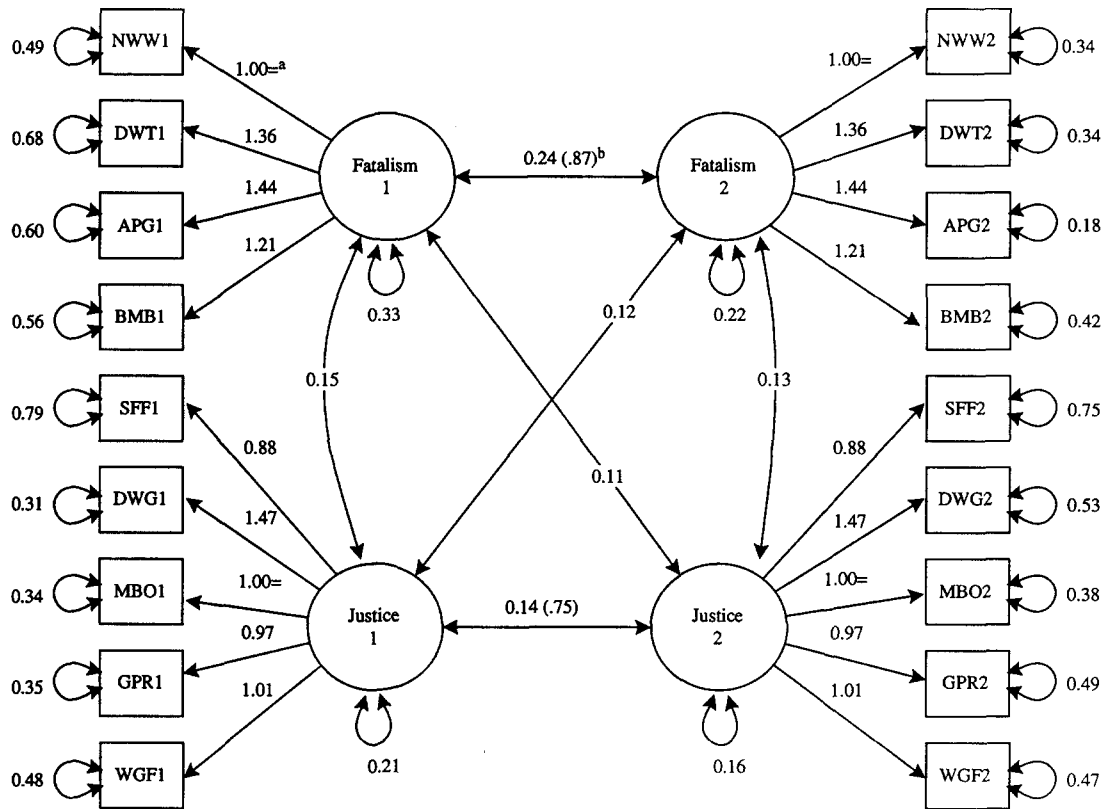 0.49
NWW1
1.00=a
0.68
DWT1
1.36
0.60
APG1
1.44
0.56
BMB1
1.21
Fatalism
1
0.33
0.24 (.87)b
Fatalism
2
0.22
1.00=
NWW2
0.34
1.36
DWT2
0.34
1.44
APG2
0.18
1.21
BMB2
0.42
0.15
0.12
0.11
0.13
0.79
SFF1
0.88
0.31
DWG1
1.47
0.34
MBO1
1.00=
0.35
GPR1
0.97
0.48
WGF1
1.01
Justice
1
0.21
0.14 (.75)
Justice
2
0.16
0.88
SFF2
0.75
1.47
DWG2
0.53
1.00=
MBO2
0.38
0.97
GPR2
0.49
1.01
WGF2
0.47